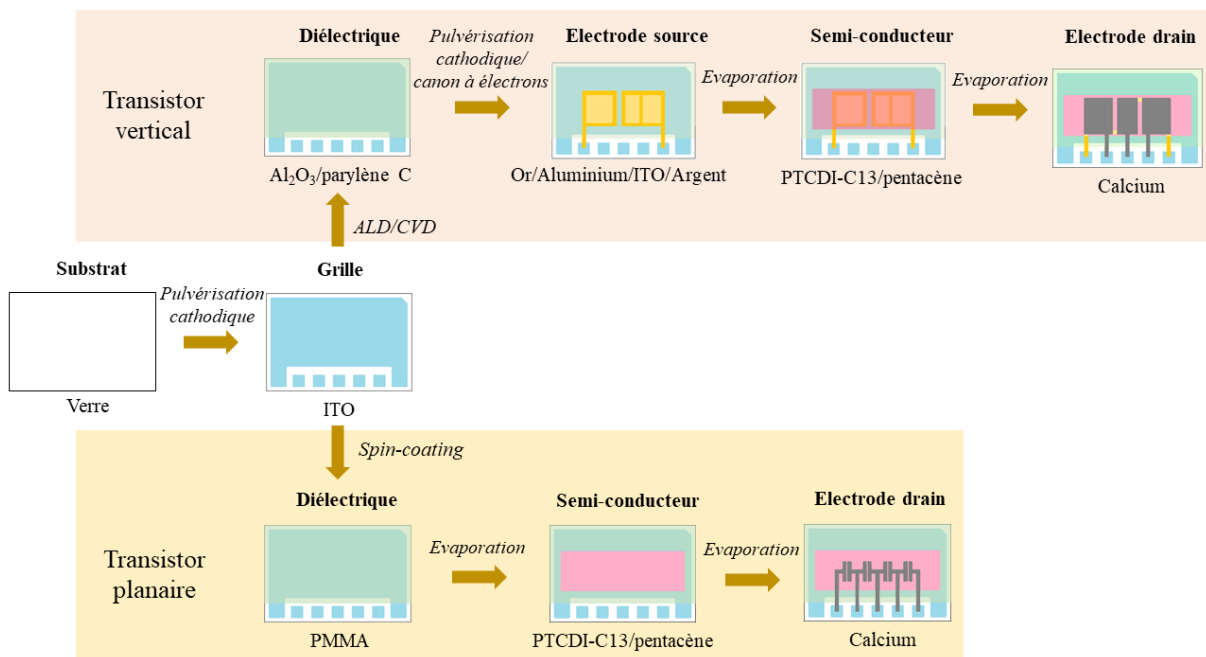 Diélectrique
Pulvérisation
cathodique/
canon à électrons
Electrode source
Evaporation
Semi-conducteur
Evaporation
Electrode drain
Transistor
vertical
Al₂O₃/parylène C
Or/Aluminium/ITO/Argent
PTCDI-C13/pentacène
Calcium
ALD/CVD
Substrat
Pulvérisation
cathodique
Grille
Verre
ITO
Spin-coating
Diélectrique
Evaporation
Semi-conducteur
Evaporation
Electrode drain
Transistor
planaire
PMMA
PTCDI-C13/pentacène
Calcium